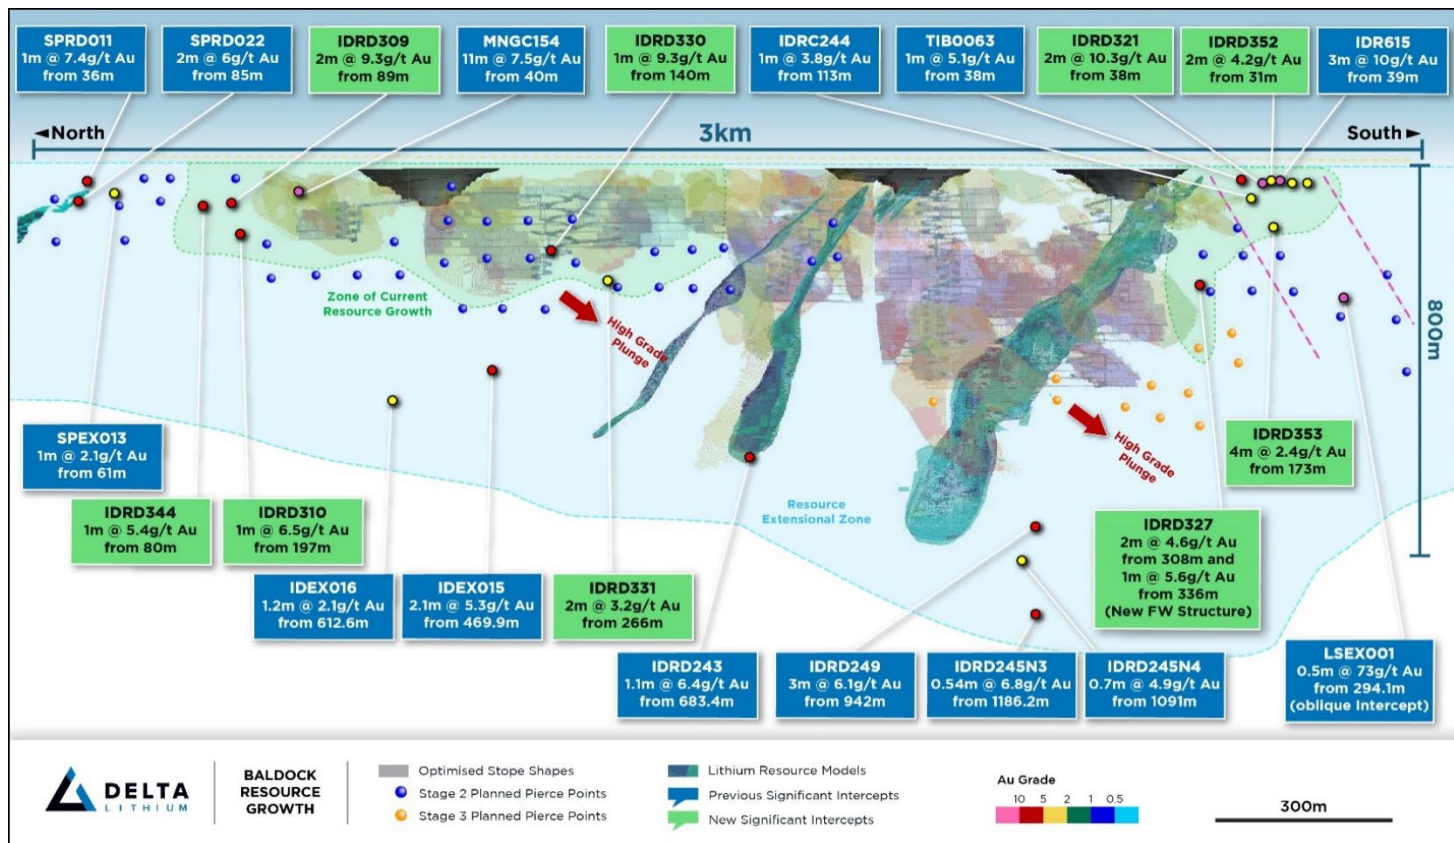 SPRD011
1m @ 7.4g/t Au
from 36m
SPRD022
2m @ 6g/t Au
from 85m
IDRD309
2m @ 9.3g/t Au
from 89m
MNGC154
11m @ 7.5g/t Au
from 40m
IDRD330
1m @ 9.3g/t Au
from 140m
IDRC244
1m @ 3.8g/t Au
from 113m
TIB0063
1m @ 5.1g/t Au
from 38m
IDRD321
2m @ 10.3g/t Au
from 38m
IDRD352
2m @ 4.2g/t Au
from 31m
IDR615
3m @ 10g/t Au
from 39m
◄North
3km
South►
800m
Zone of Current
Resource Growth
High Grade
Plunge
High Grade
Plunge
Resource
Extensional Zone
SPEX013
1m @ 2.1g/t Au
from 61m
IDRD344
1m @ 5.4g/t Au
from 80m
IDRD310
1m @ 6.5g/t Au
from 197m
IDEX016
1.2m @ 2.1g/t Au
from 612.6m
IDEX015
2.1m @ 5.3g/t Au
from 469.9m
IDRD331
2m @ 3.2g/t Au
from 266m
IDRD243
1.1m @ 6.4g/t Au
from 683.4m
IDRD249
3m @ 6.1g/t Au
from 942m
IDRD245N3
0.54m @ 6.8g/t Au
from 1186.2m
IDRD245N4
0.7m @ 4.9g/t Au
from 1091m
IDRD353
4m @ 2.4g/t Au
from 173m
IDRD327
2m @ 4.6g/t Au
from 308m and
1m @ 5.6g/t Au
from 336m
(New FW Structure)
LSEX001
0.5m @ 73g/t Au
from 294.1m
(oblique Intercept)
DELTA
LITHIUM
BALDOCK
RESOURCE
GROWTH
Optimised Stope Shapes
Stage 2 Planned Pierce Points
Stage 3 Planned Pierce Points
Lithium Resource Models
Previous Significant Intercepts
New Significant Intercepts
Au Grade
10 5 2 1 0.5
300m